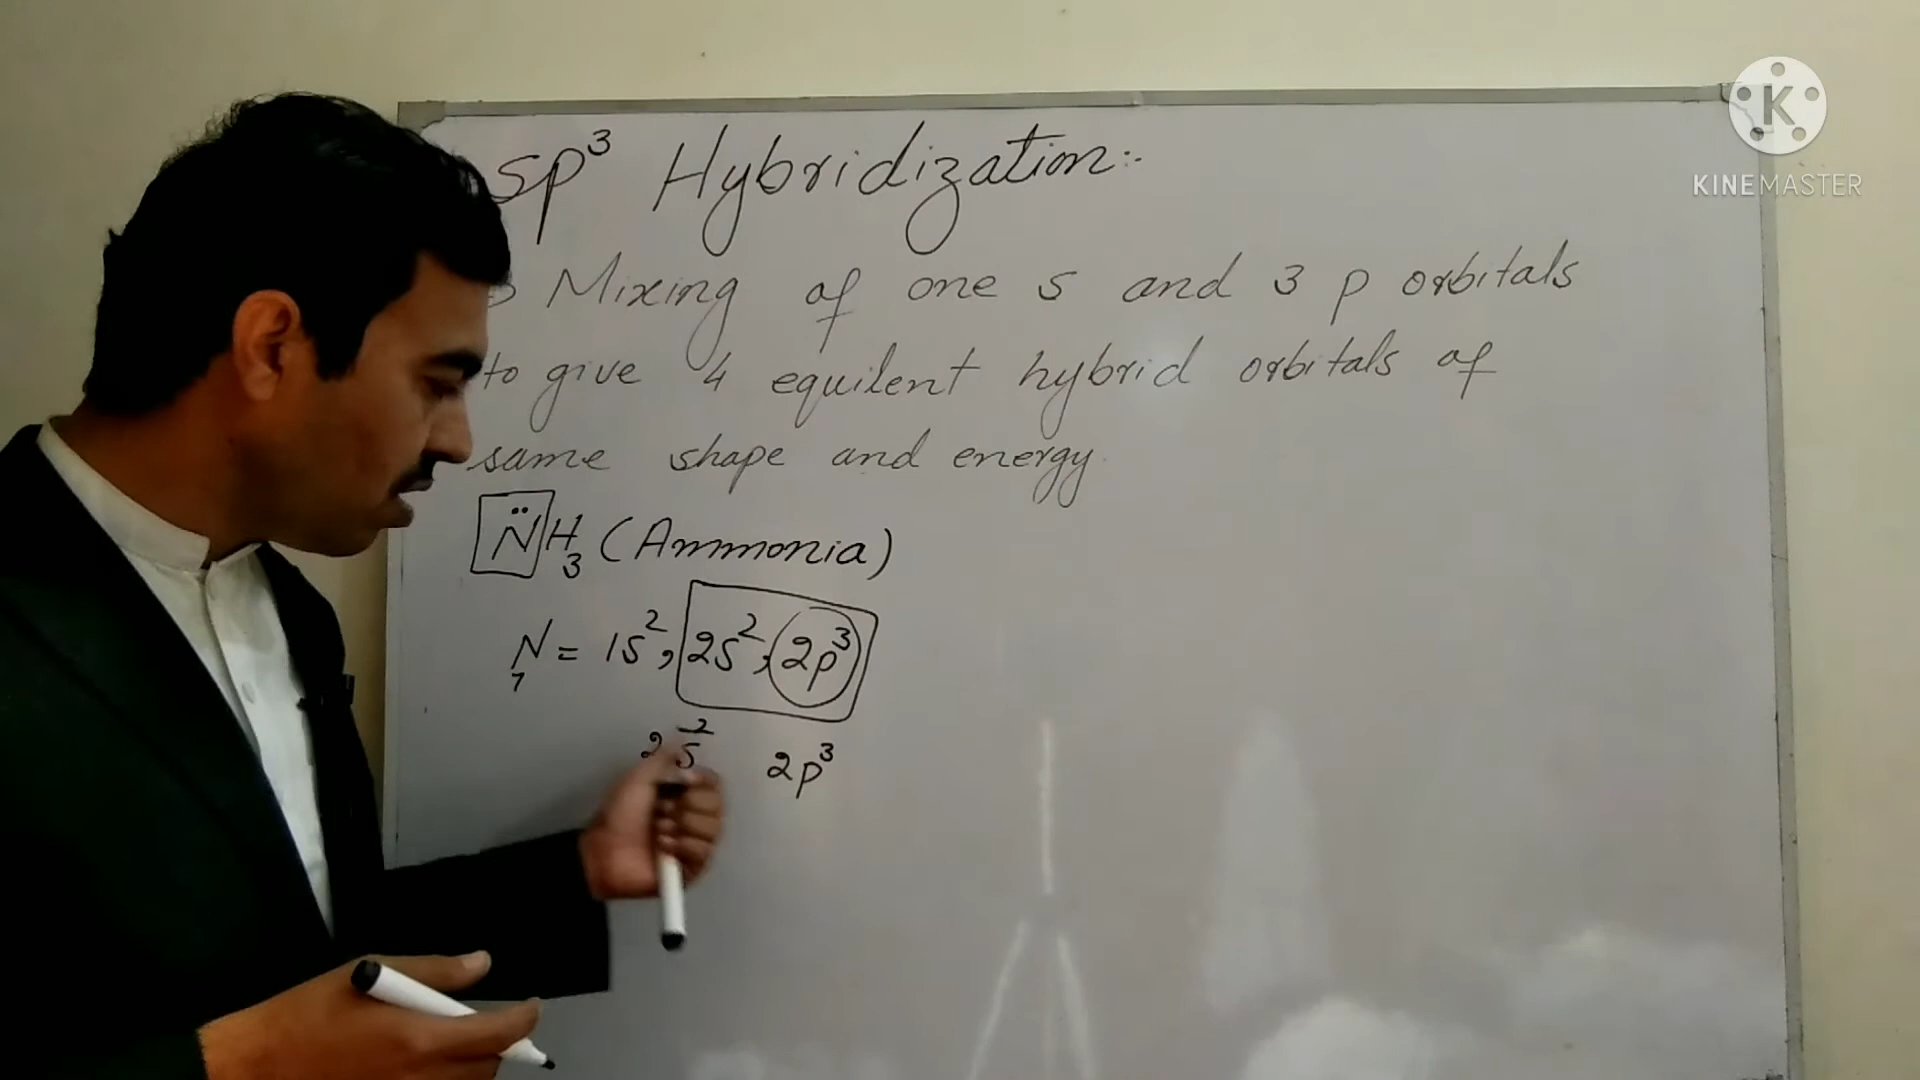 sp³ Hybridization:-
Mixing of one s and 3 p orbitals
to give 4 equilent hybrid orbitals of
same shape and energy.
N̈H₃ (Ammonia)
₇N = 1s², 2s², 2p³
2s² 2p³
K
KINEMASTER